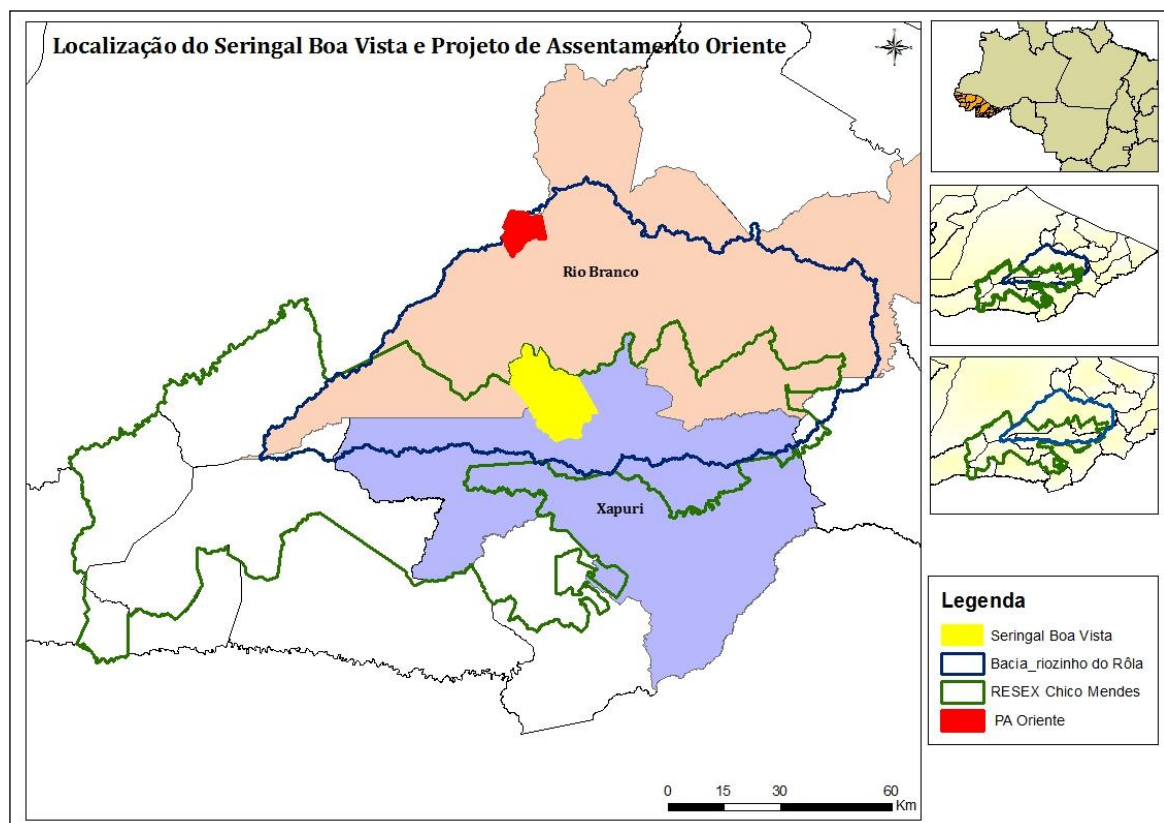 Localização do Seringal Boa Vista e Projeto de Assentamento Oriente
Rio Branco
Xapuri
0 15 30 60
Km
Legenda
Seringal Boa Vista
Bacia_riozinho do Rôla
RESEX Chico Mendes
PA Oriente